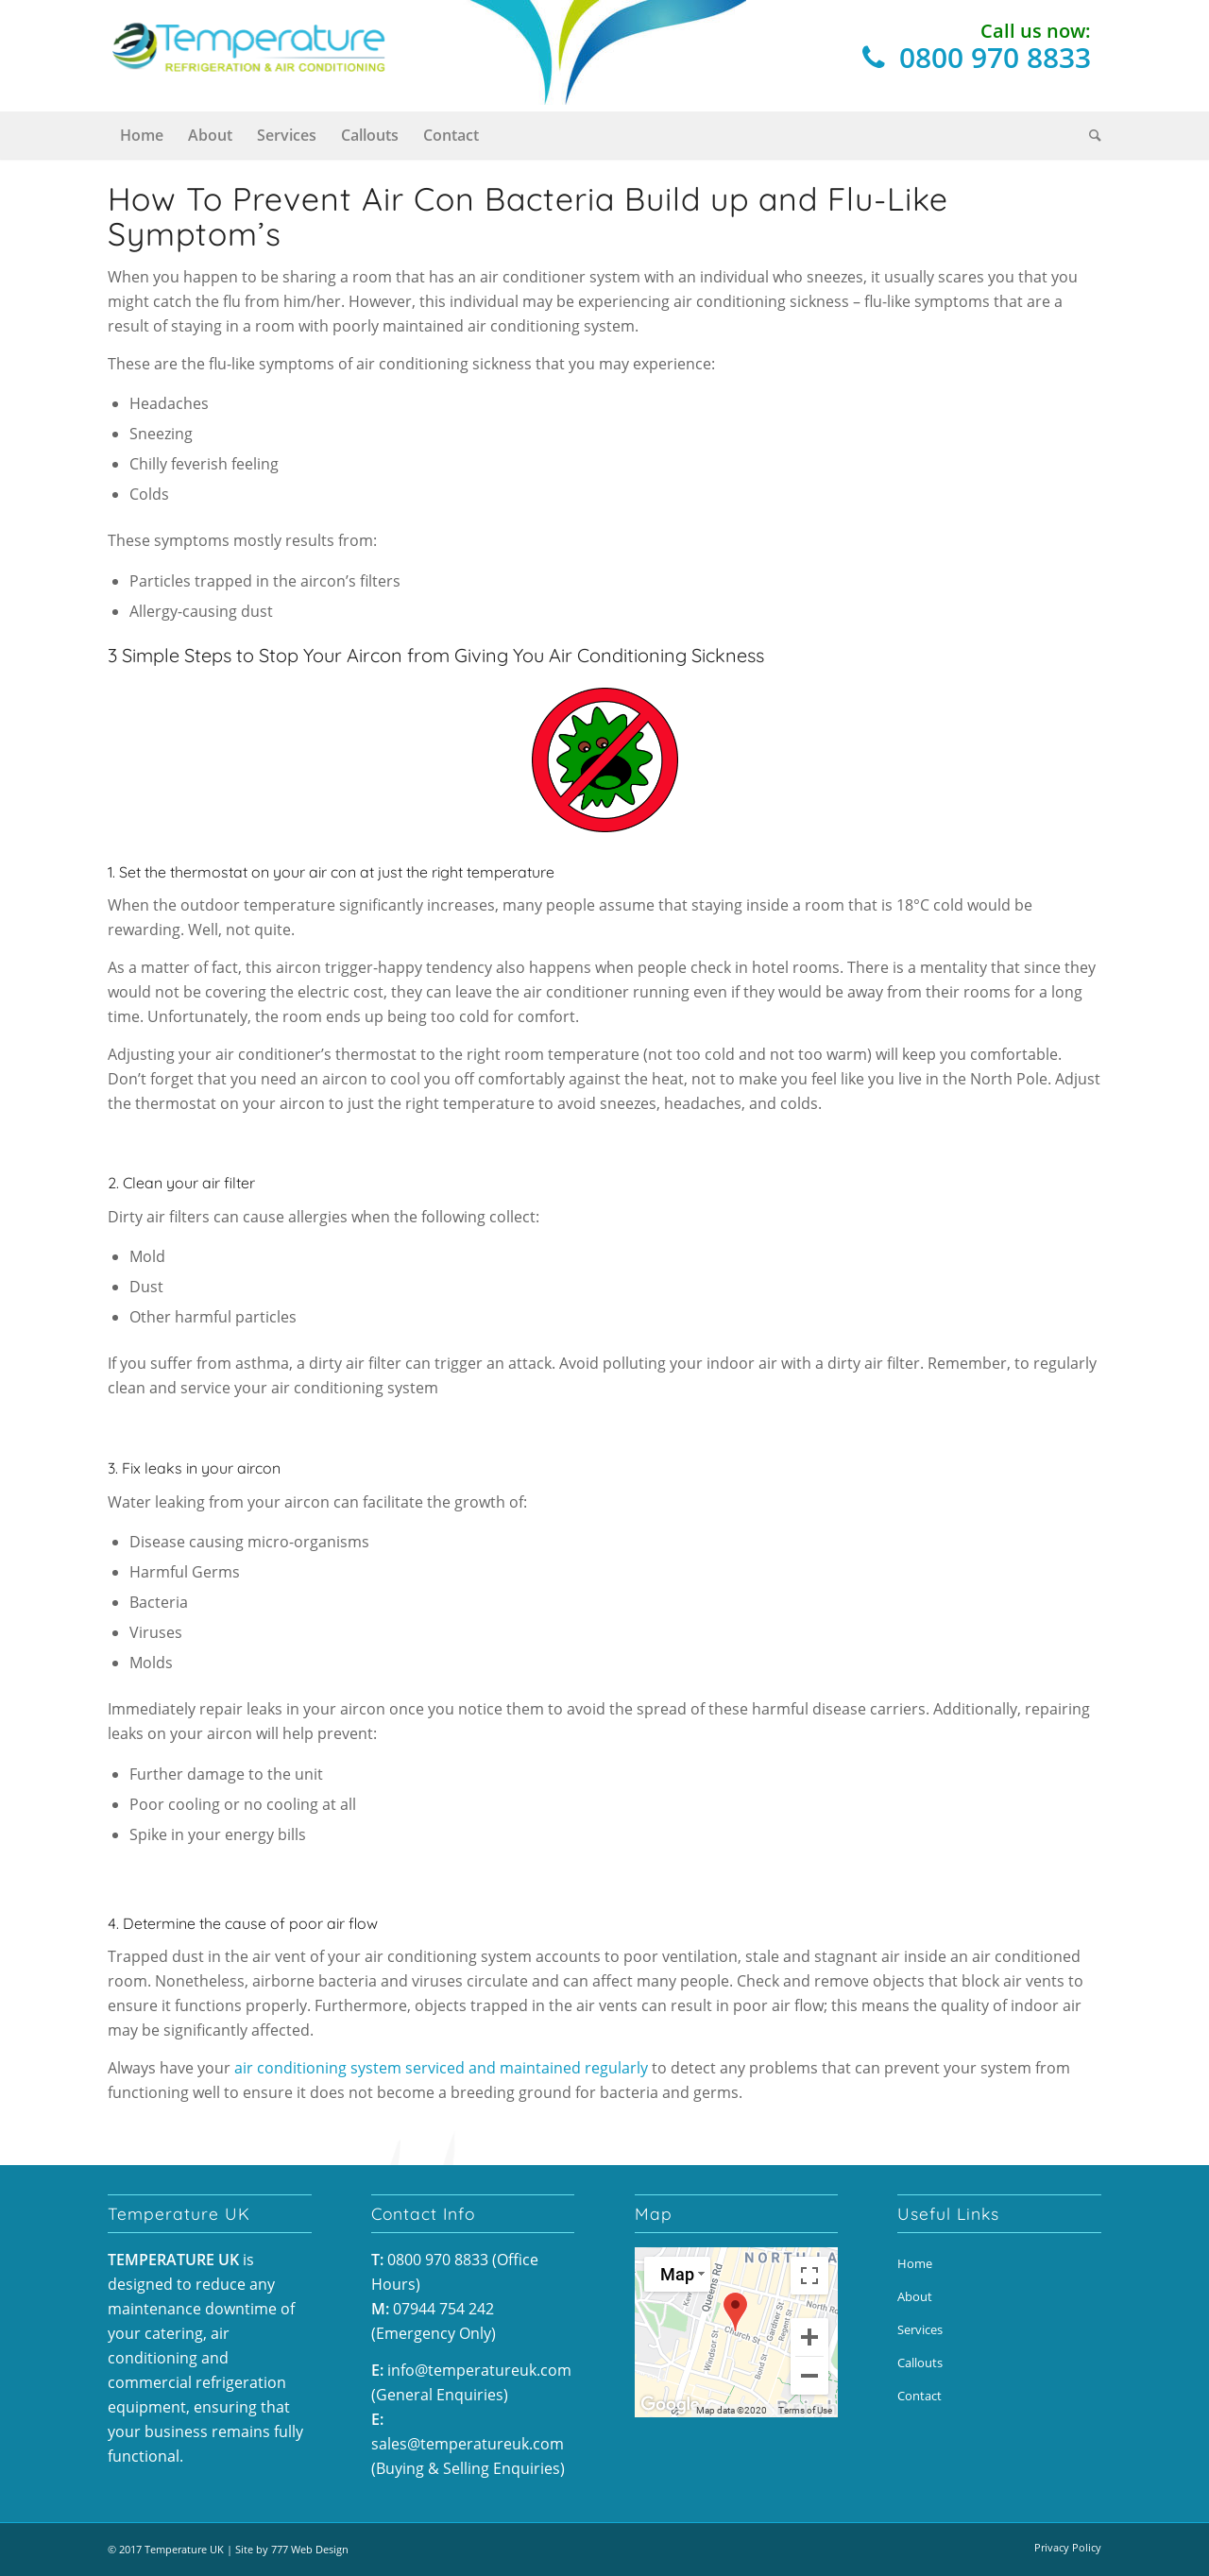 Temperature
REFRIGERATION & AIR CONDITIONING
Call us now:
0800 970 8833
Home About Services Callouts Contact
How To Prevent Air Con Bacteria Build up and Flu-Like
Symptom’s
When you happen to be sharing a room that has an air conditioner system with an individual who sneezes, it usually scares you that you
might catch the flu from him/her. However, this individual may be experiencing air conditioning sickness – flu-like symptoms that are a
result of staying in a room with poorly maintained air conditioning system.
These are the flu-like symptoms of air conditioning sickness that you may experience:
Headaches
Sneezing
Chilly feverish feeling
Colds
These symptoms mostly results from:
Particles trapped in the aircon’s filters
Allergy-causing dust
3 Simple Steps to Stop Your Aircon from Giving You Air Conditioning Sickness
1. Set the thermostat on your air con at just the right temperature
When the outdoor temperature significantly increases, many people assume that staying inside a room that is 18°C cold would be
rewarding. Well, not quite.
As a matter of fact, this aircon trigger-happy tendency also happens when people check in hotel rooms. There is a mentality that since they
would not be covering the electric cost, they can leave the air conditioner running even if they would be away from their rooms for a long
time. Unfortunately, the room ends up being too cold for comfort.
Adjusting your air conditioner’s thermostat to the right room temperature (not too cold and not too warm) will keep you comfortable.
Don’t forget that you need an aircon to cool you off comfortably against the heat, not to make you feel like you live in the North Pole. Adjust
the thermostat on your aircon to just the right temperature to avoid sneezes, headaches, and colds.
2. Clean your air filter
Dirty air filters can cause allergies when the following collect:
Mold
Dust
Other harmful particles
If you suffer from asthma, a dirty air filter can trigger an attack. Avoid polluting your indoor air with a dirty air filter. Remember, to regularly
clean and service your air conditioning system
3. Fix leaks in your aircon
Water leaking from your aircon can facilitate the growth of:
Disease causing micro-organisms
Harmful Germs
Bacteria
Viruses
Molds
Immediately repair leaks in your aircon once you notice them to avoid the spread of these harmful disease carriers. Additionally, repairing
leaks on your aircon will help prevent:
Further damage to the unit
Poor cooling or no cooling at all
Spike in your energy bills
4. Determine the cause of poor air flow
Trapped dust in the air vent of your air conditioning system accounts to poor ventilation, stale and stagnant air inside an air conditioned
room. Nonetheless, airborne bacteria and viruses circulate and can affect many people. Check and remove objects that block air vents to
ensure it functions properly. Furthermore, objects trapped in the air vents can result in poor air flow; this means the quality of indoor air
may be significantly affected.
Always have your air conditioning system serviced and maintained regularly to detect any problems that can prevent your system from
functioning well to ensure it does not become a breeding ground for bacteria and germs.
Temperature UK
TEMPERATURE UK is
designed to reduce any
maintenance downtime of
your catering, air
conditioning and
commercial refrigeration
equipment, ensuring that
your business remains fully
functional.
Contact Info
T: 0800 970 8833 (Office
Hours)
M: 07944 754 242
(Emergency Only)
E: info@temperatureuk.com
(General Enquiries)
E:
sales@temperatureuk.com
(Buying & Selling Enquiries)
Map
NORTH LA
Map
Queens Rd
North Rd
Church St
Gardner St
Regent St
Windsor St
Bond St
Google
Map data ©2020 Terms of Use
Useful Links
Home
About
Services
Callouts
Contact
© 2017 Temperature UK | Site by 777 Web Design
Privacy Policy